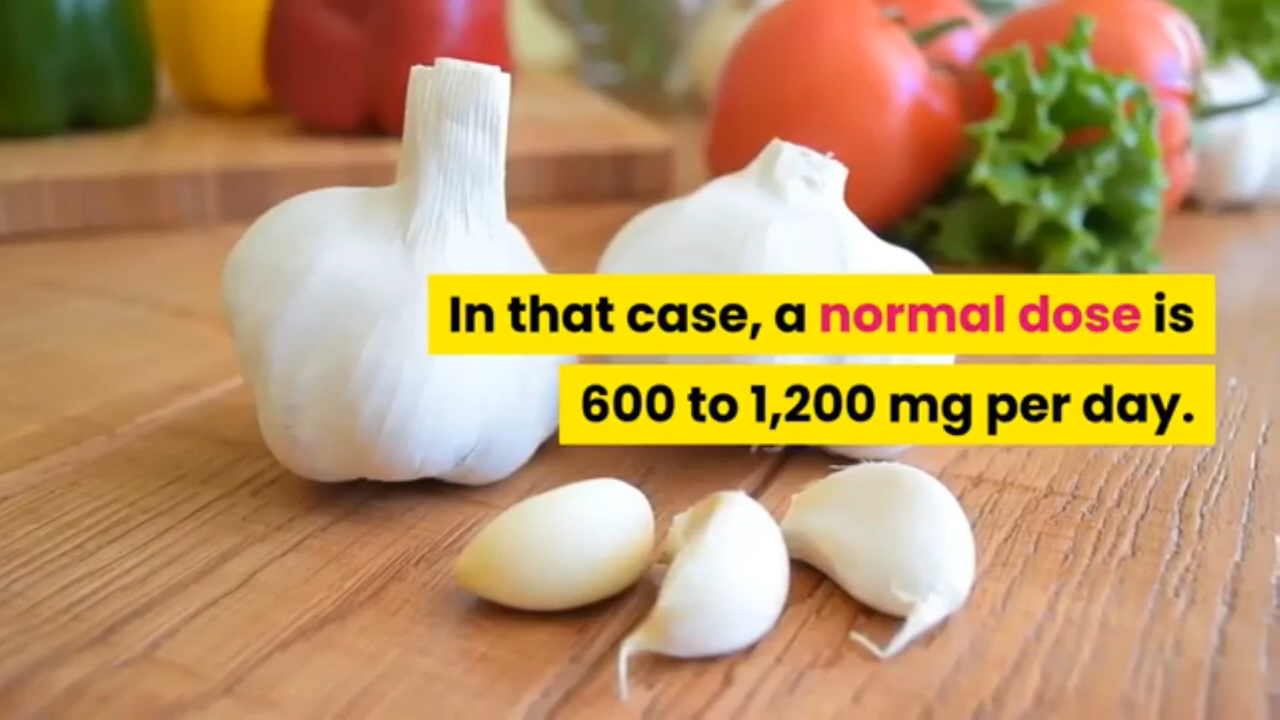 In that case, a normal dose is
600 to 1,200 mg per day.